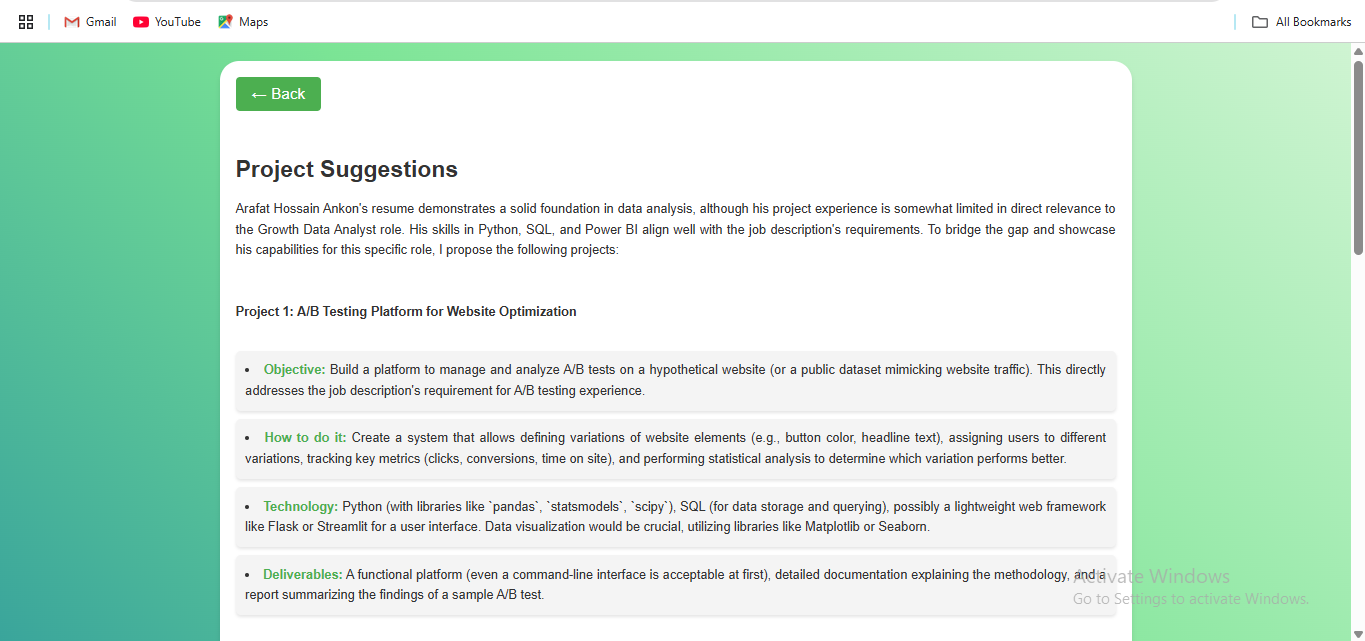 Gmail YouTube Maps All Bookmarks
← Back
Project Suggestions
Arafat Hossain Ankon's resume demonstrates a solid foundation in data analysis, although his project experience is somewhat limited in direct relevance to
the Growth Data Analyst role. His skills in Python, SQL, and Power BI align well with the job description's requirements. To bridge the gap and showcase
his capabilities for this specific role, I propose the following projects:
Project 1: A/B Testing Platform for Website Optimization
• Objective: Build a platform to manage and analyze A/B tests on a hypothetical website (or a public dataset mimicking website traffic). This directly
addresses the job description's requirement for A/B testing experience.
• How to do it: Create a system that allows defining variations of website elements (e.g., button color, headline text), assigning users to different
variations, tracking key metrics (clicks, conversions, time on site), and performing statistical analysis to determine which variation performs better.
• Technology: Python (with libraries like `pandas`, `statsmodels`, `scipy`), SQL (for data storage and querying), possibly a lightweight web framework
like Flask or Streamlit for a user interface. Data visualization would be crucial, utilizing libraries like Matplotlib or Seaborn.
• Deliverables: A functional platform (even a command-line interface is acceptable at first), detailed documentation explaining the methodology, and a
report summarizing the findings of a sample A/B test.
Activate Windows
Go to Settings to activate Windows.